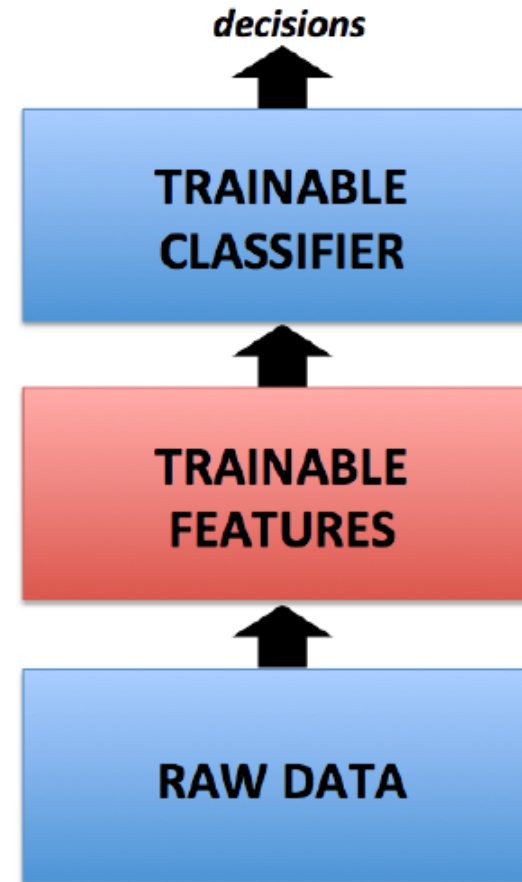 decisions
TRAINABLE
CLASSIFIER
TRAINABLE
FEATURES
RAW DATA